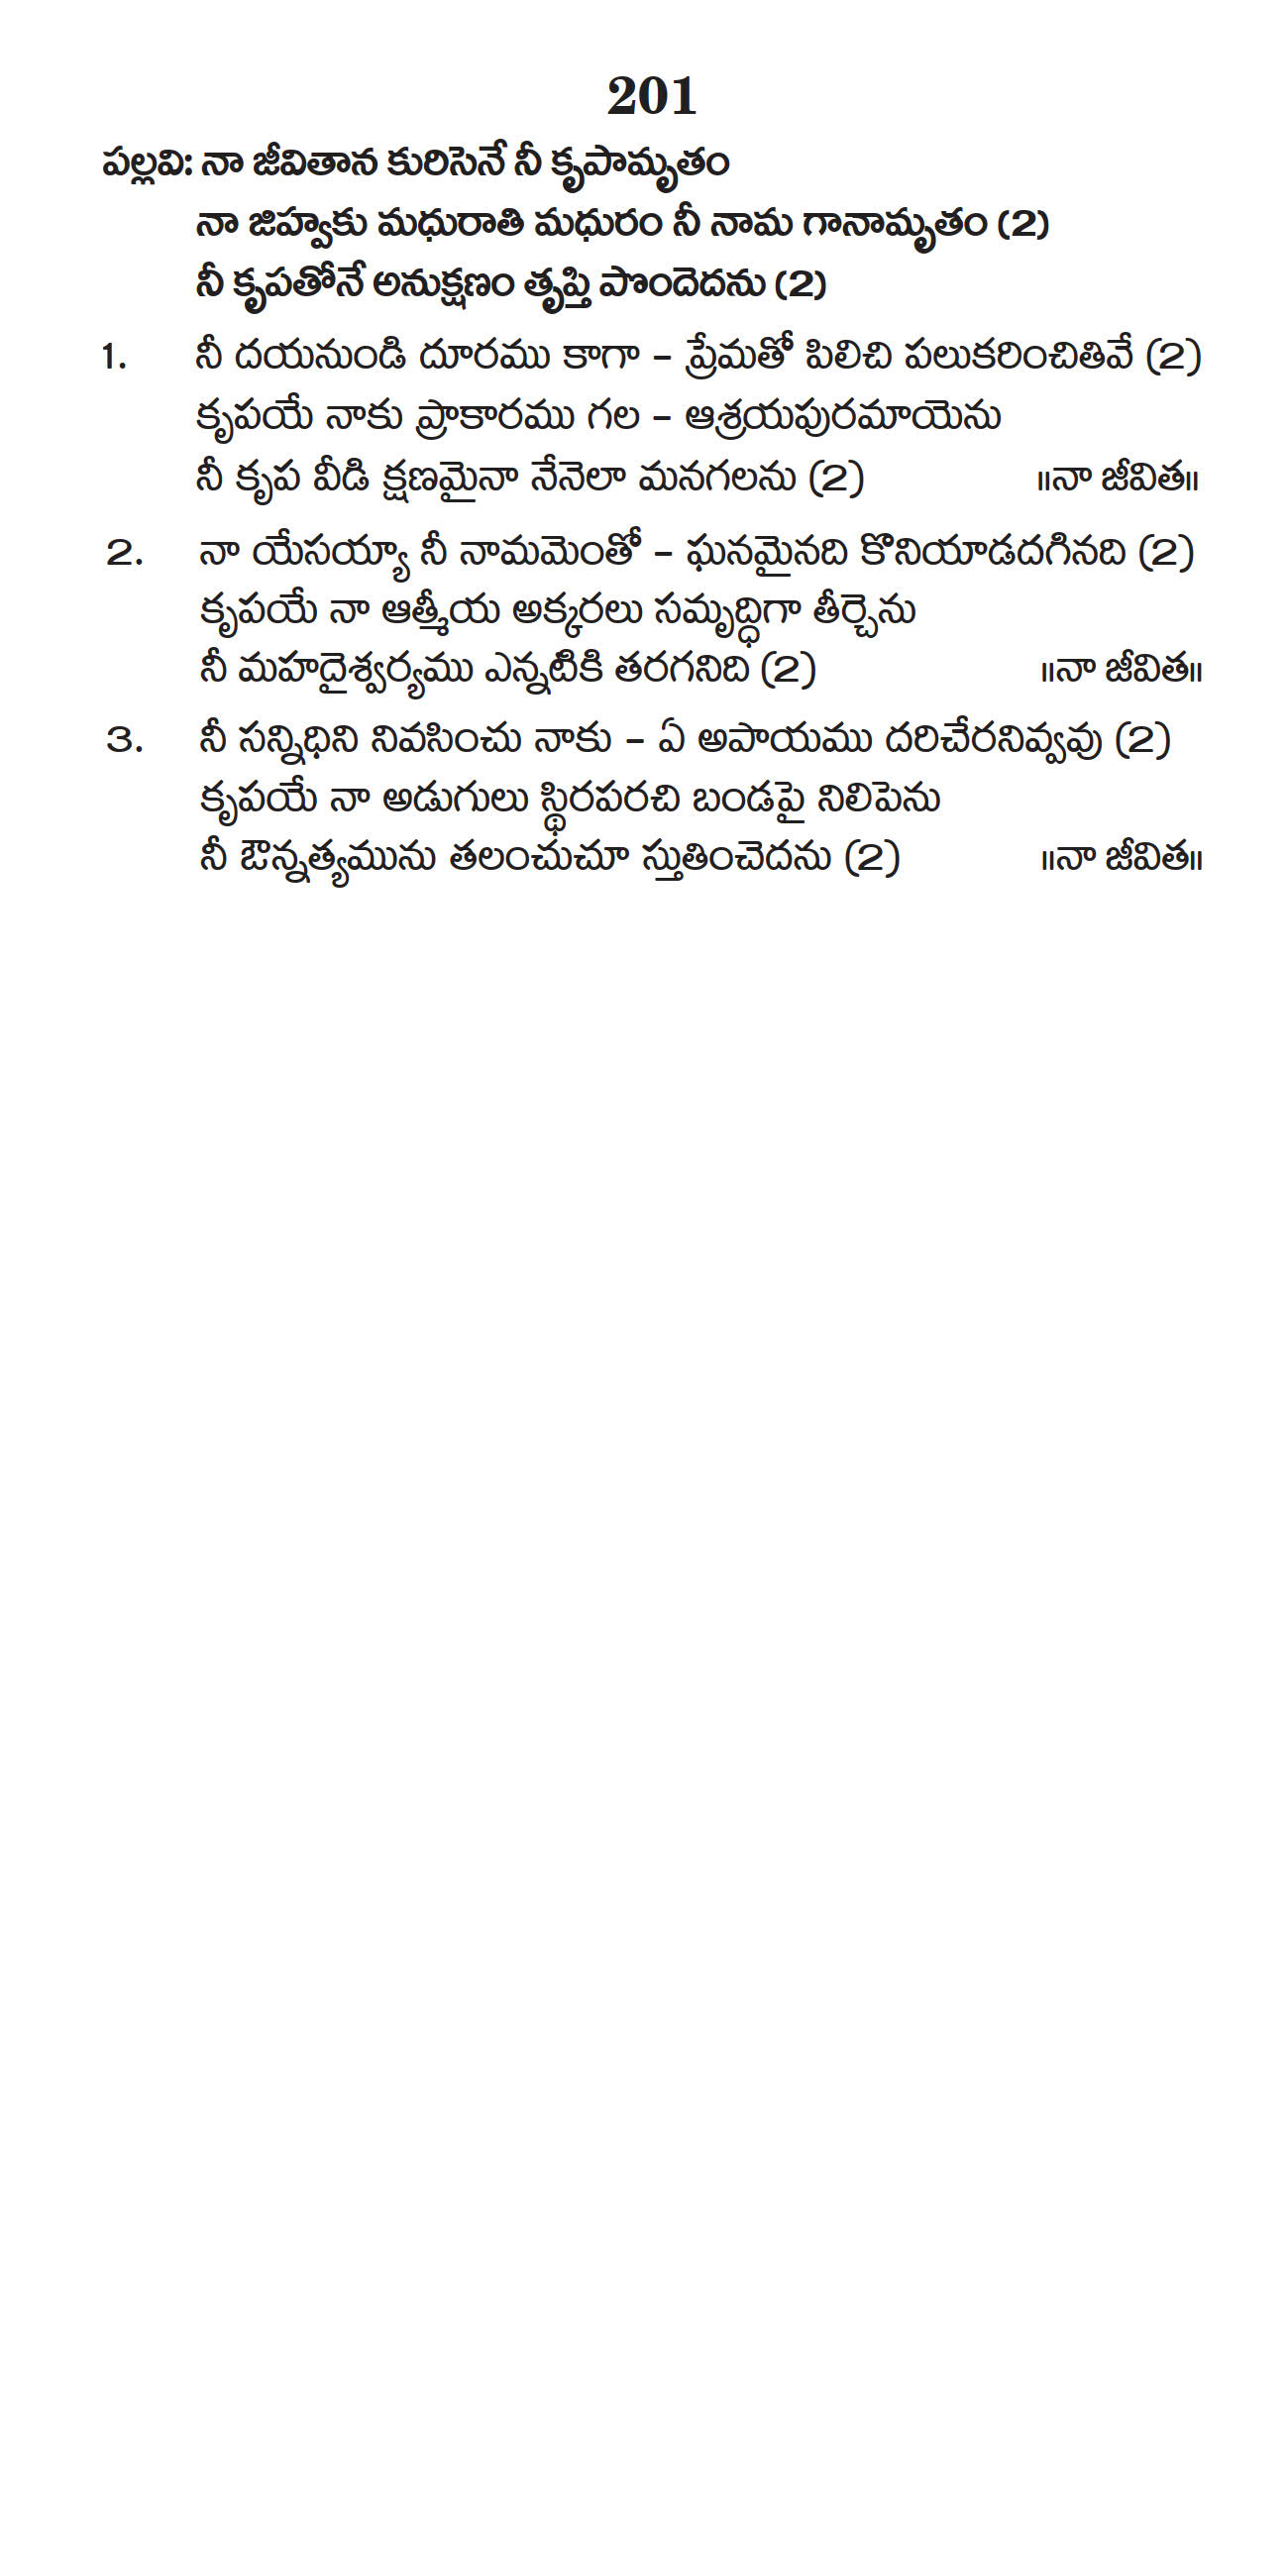 201
పల్లవి: నా జీవితాన కురిసెనే నీ కృపామృతం
నా జిహ్వకు మధురాతి మధురం నీ నామ గానామృతం (2)
నీ కృపతోనే అనుక్షణం తృప్తి పొందెదను (2)
1. నీ దయనుండి దూరము కాగా – ప్రేమతో పిలిచి పలుకరించితివే (2)
కృపయే నాకు ప్రాకారము గల – ఆశ్రయపురమాయెను
నీ కృప వీడి క్షణమైనా నేనెలా మనగలను (2) ॥నా జీవిత॥
2. నా యేసయ్యా నీ నామమెంతో – ఘనమైనది కొనియాడదగినది (2)
కృపయే నా ఆత్మీయ అక్కరలు సమృద్ధిగా తీర్చెను
నీ మహదైశ్వర్యము ఎన్నటికి తరగనిది (2) ॥నా జీవిత॥
3. నీ సన్నిధిని నివసించు నాకు – ఏ అపాయము దరిచేరనివ్వవు (2)
కృపయే నా అడుగులు స్థిరపరచి బండపై నిలిపెను
నీ ఔన్నత్యమును తలంచుచూ స్తుతించెదను (2) ॥నా జీవిత॥